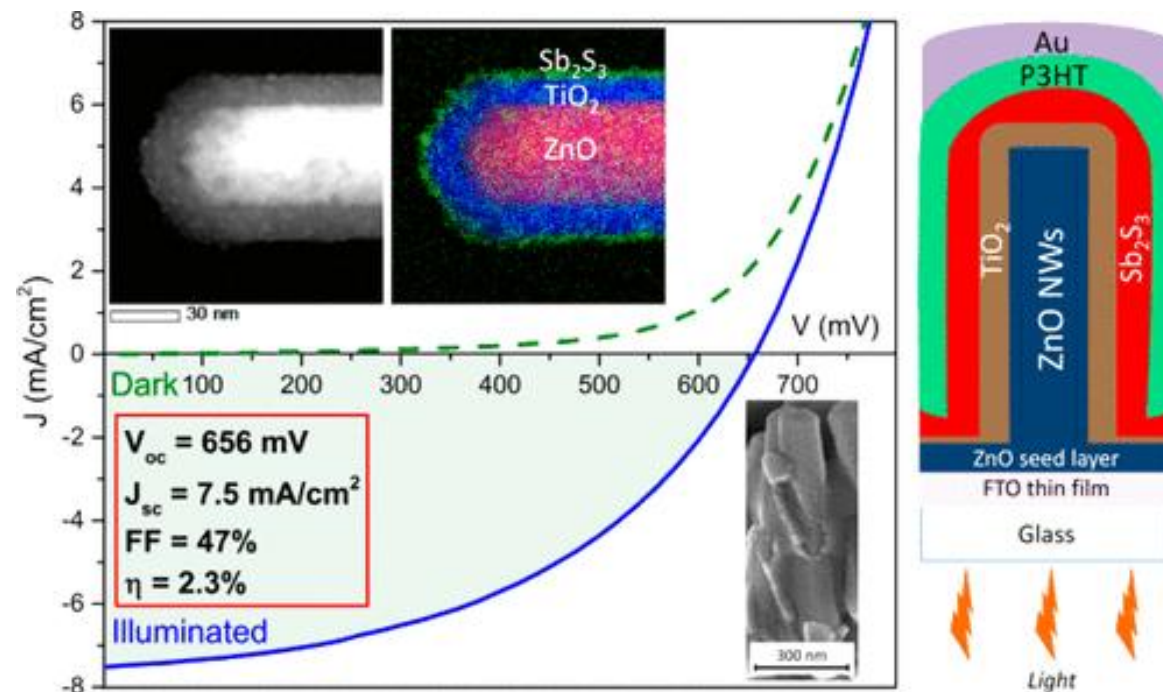 8
6
4
2
0
-2
-4
-6
-8
J (mA/cm²)
Sb₂S₃
TiO₂
ZnO
30 nm
V (mV)
Dark
100 200 300 400 500 600 700
Vₒc = 656 mV
Jsc = 7.5 mA/cm²
FF = 47%
η = 2.3%
Illuminated
300 nm
Au
P3HT
TiO₂
ZnO NWs
Sb₂S₃
ZnO seed layer
FTO thin film
Glass
Light